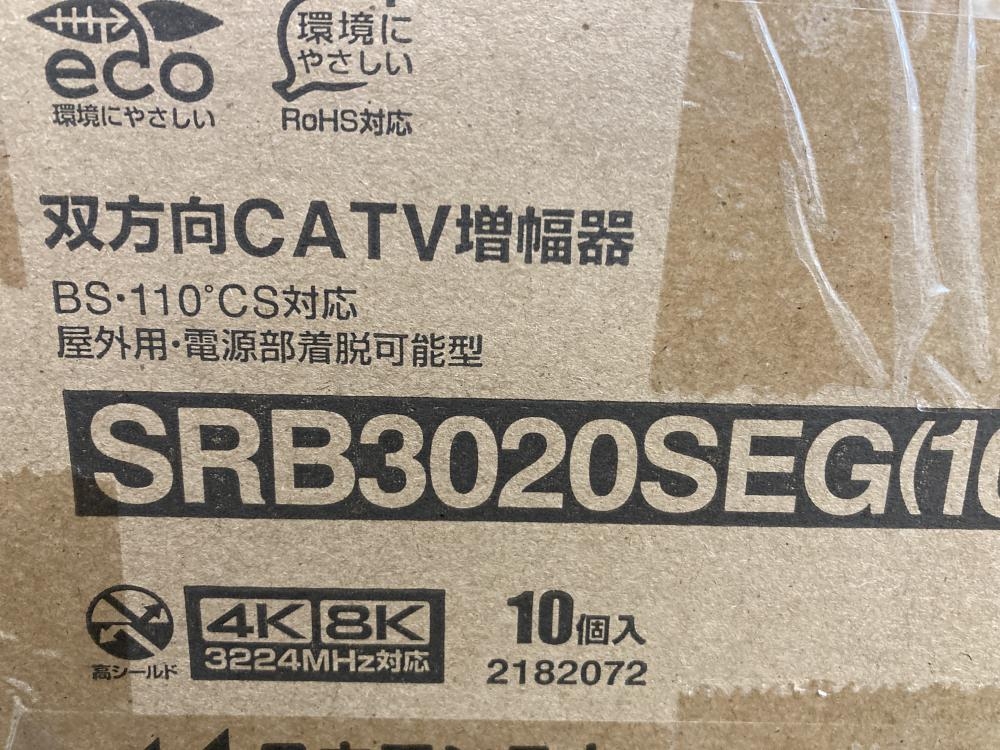 eco
環境にやさしい
環境に
やさしい
RoHS対応
双方向CATV増幅器
BS・110°CS対応
屋外用・電源部着脱可能型
SRB3020SEG(10
高シールド
4K 8K
3224MHz対応
10個入
2182072